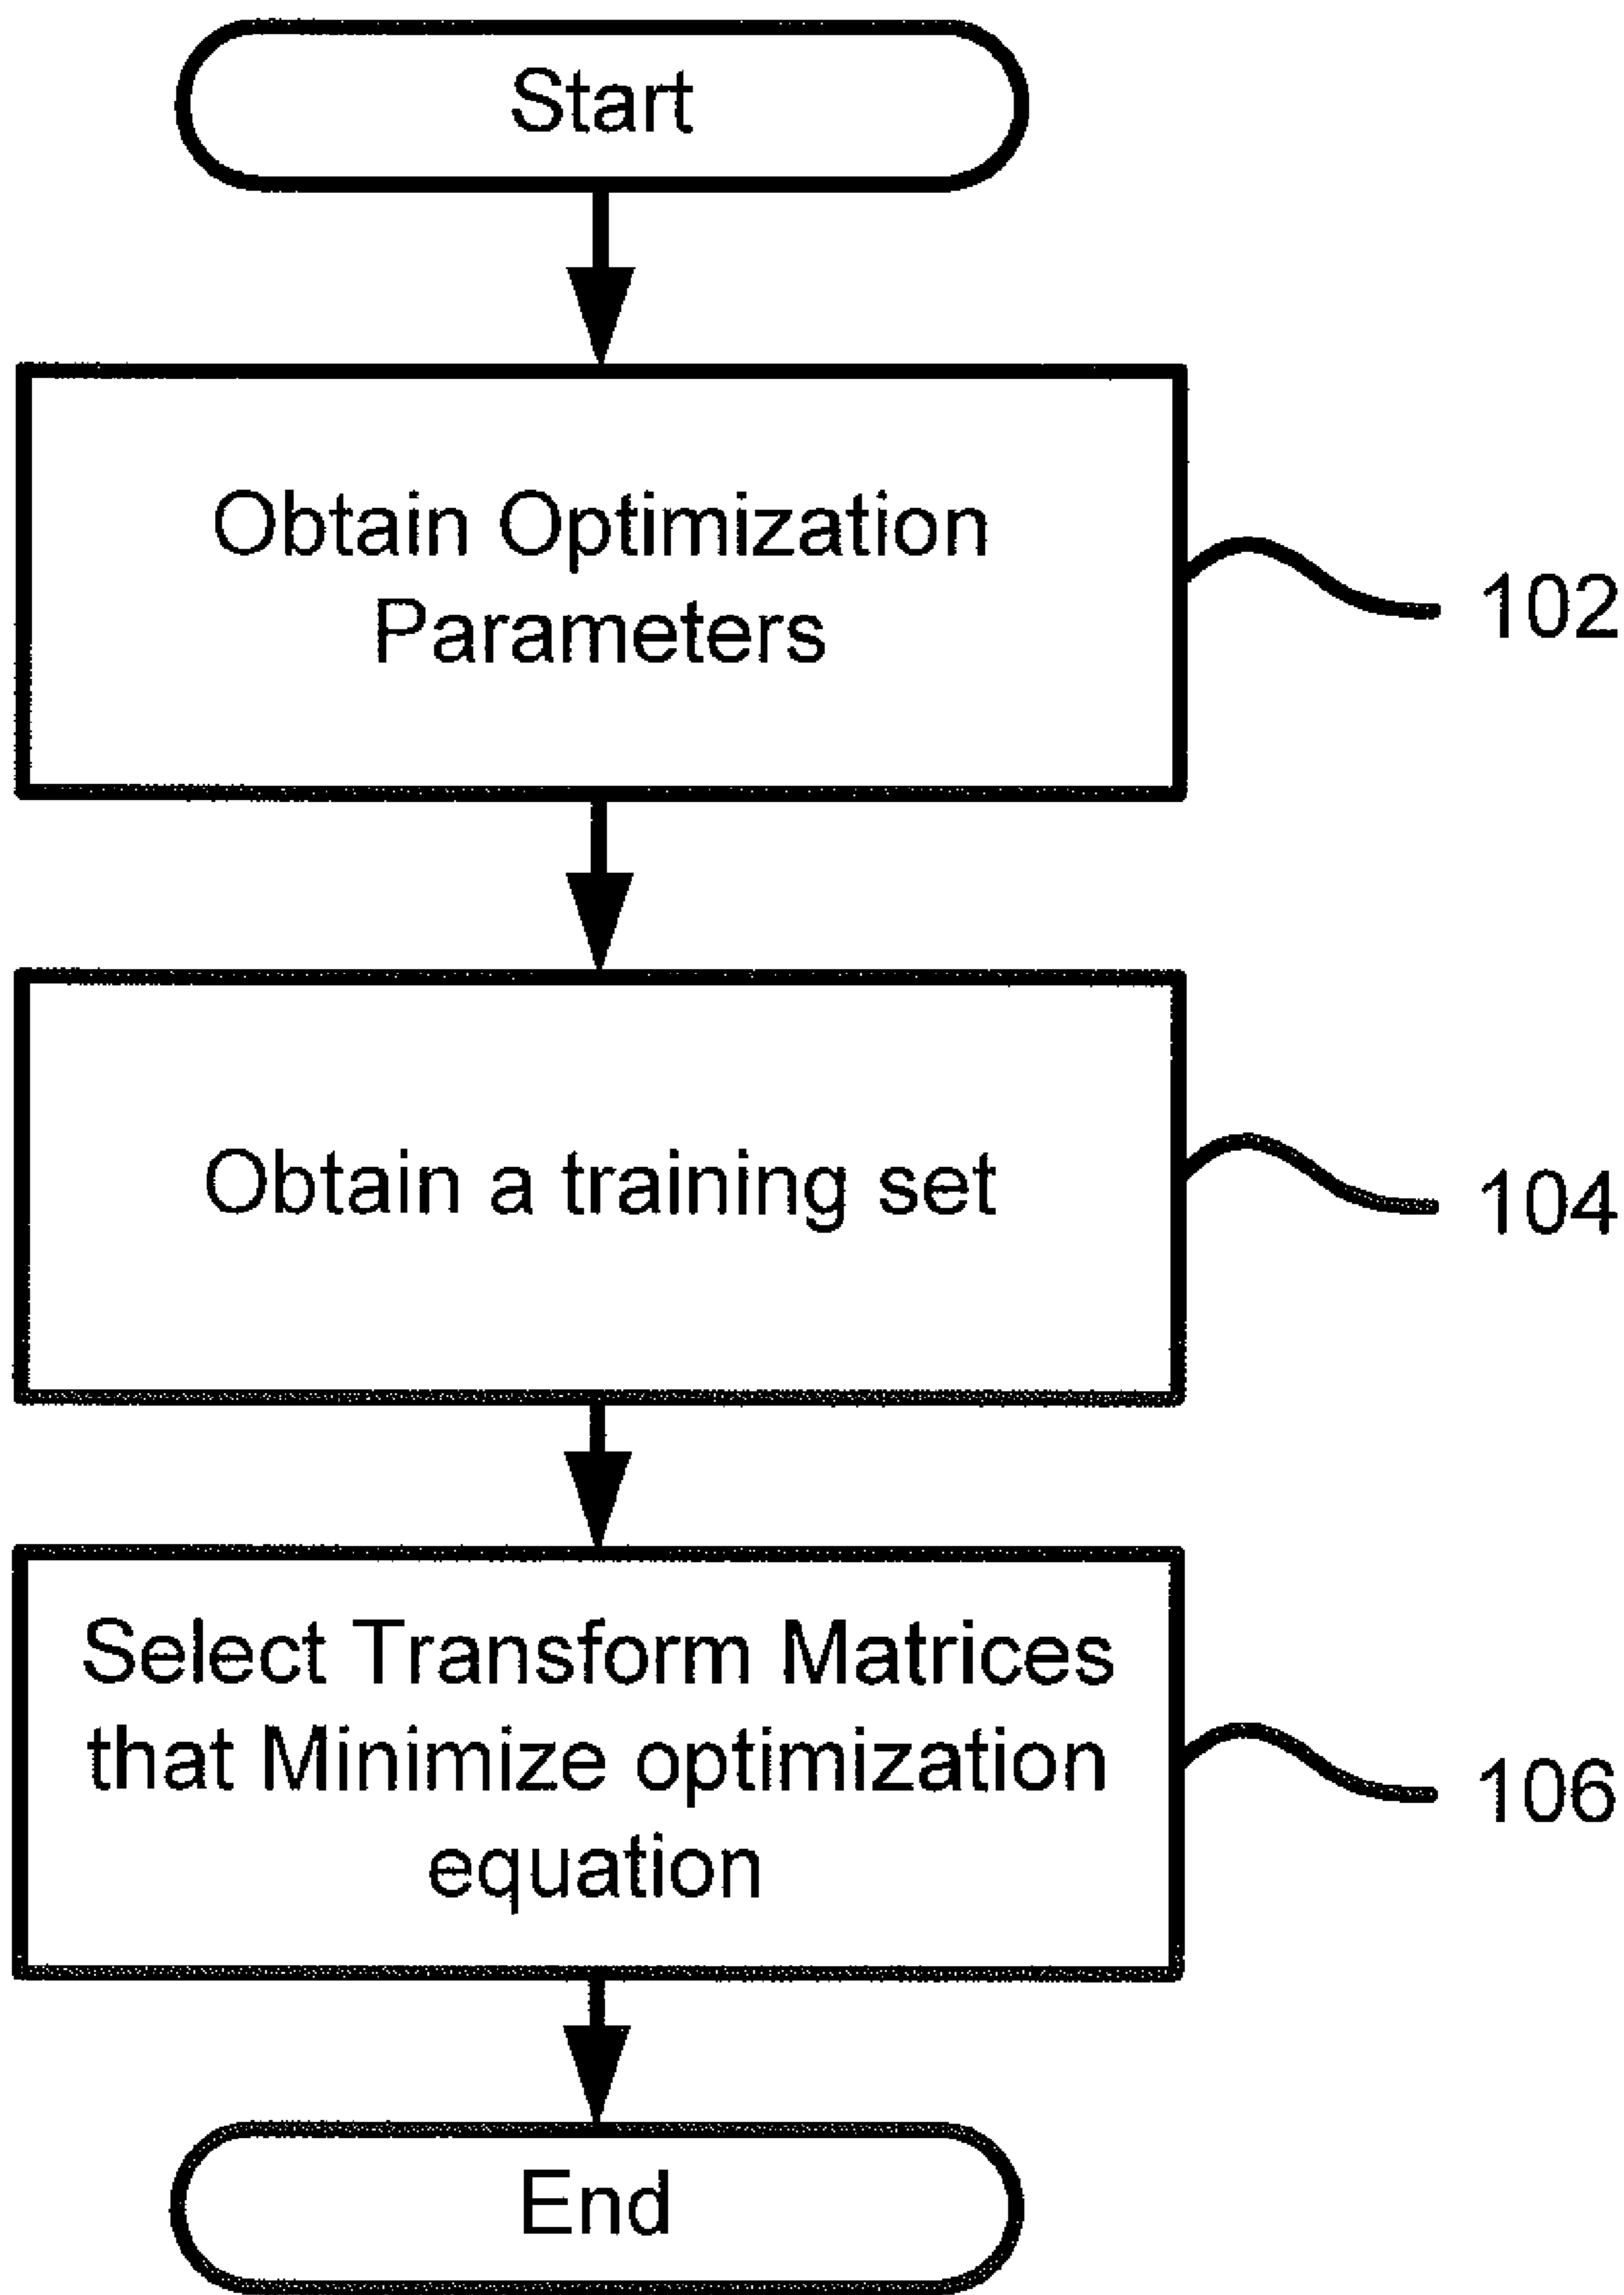 Start
Obtain Optimization
Parameters
102
Obtain a training set
104
Select Transform Matrices
that Minimize optimization
equation
106
End